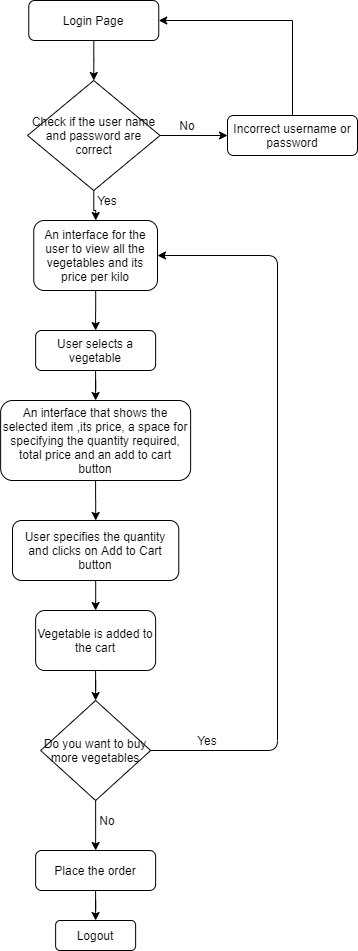 Login Page
Check if the user name
and password are
correct
No
Incorrect username or
password
Yes
An interface for the
user to view all the
vegetables and its
price per kilo
User selects a
vegetable
An interface that shows the
selected item ,its price, a space for
specifying the quantity required,
total price and an add to cart
button
User specifies the quantity
and clicks on Add to Cart
button
Vegetable is added to
the cart
Do you want to buy
more vegetables
Yes
No
Place the order
Logout